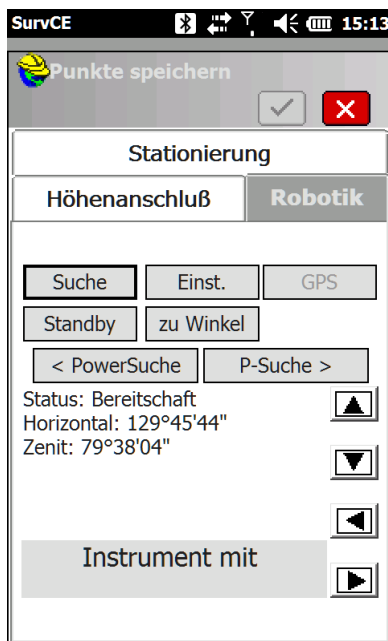 SurvCE 15:13
Punkte speichern
Stationierung
Höhenanschluß Robotik
Suche Einst. GPS
Standby zu Winkel
< PowerSuche P-Suche >
Status: Bereitschaft
Horizontal: 129°45'44"
Zenit: 79°38'04"
Instrument mit